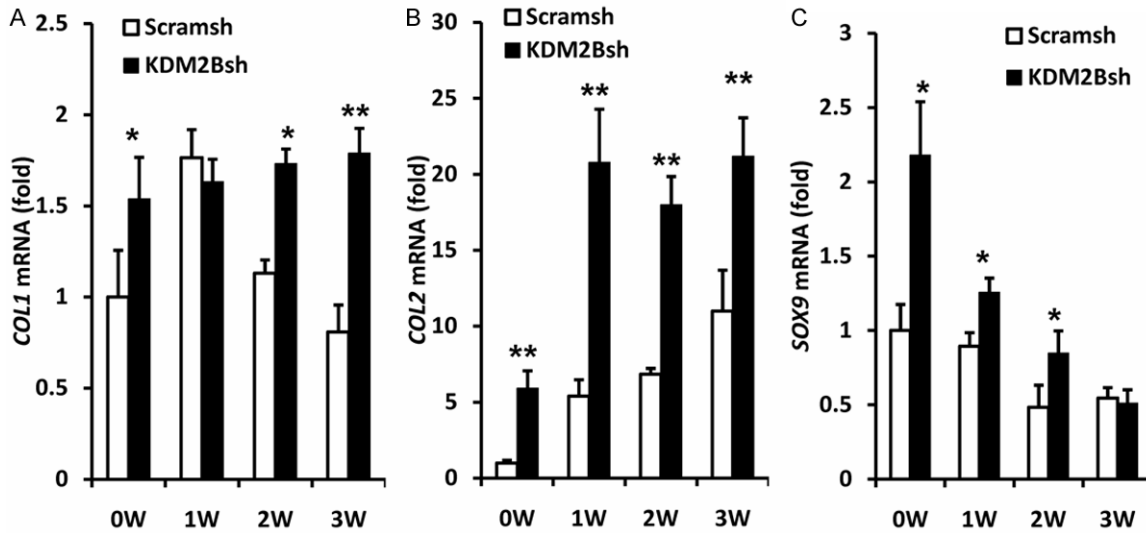 A
Scramsh
KDM2Bsh
COL1 mRNA (fold)
1.5
2
1.5
1
0.5
0
*
*
**
0W 1W 2W 3W
B
Scramsh
KDM2Bsh
COL2 mRNA (fold)
30
25
20
15
10
5
0
**
**
**
**
0W 1W 2W 3W
C
Scramsh
KDM2Bsh
SOX9 mRNA (fold)
3
2.5
2
1.5
1
0.5
0
*
*
*
0W 1W 2W 3W